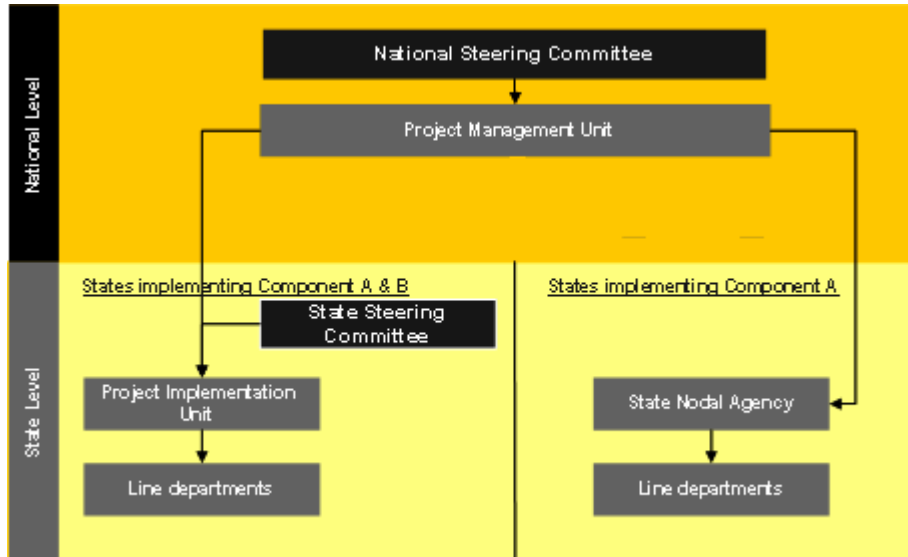 National Level
National Steering Committee
Project Management Unit
State Level
States implementing Component A & B
State Steering
Committee
Project Implementation
Unit
Line departments
States implementing Component A
State Nodal Agency
Line departments